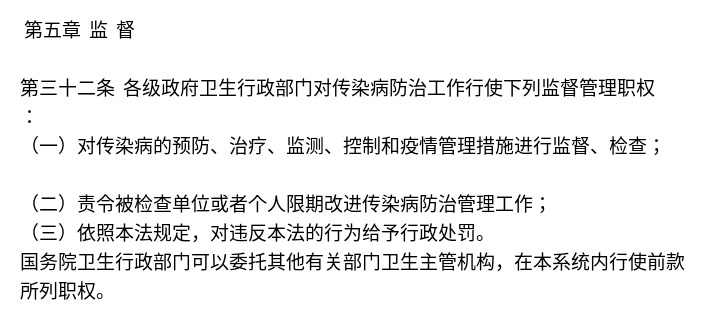 第五章 监 督
第三十二条 各级政府卫生行政部门对传染病防治工作行使下列监督管理职权
：
（一）对传染病的预防、治疗、监测、控制和疫情管理措施进行监督、检查；
（二）责令被检查单位或者个人限期改进传染病防治管理工作；
（三）依照本法规定，对违反本法的行为给予行政处罚。
国务院卫生行政部门可以委托其他有关部门卫生主管机构，在本系统内行使前款
所列职权。